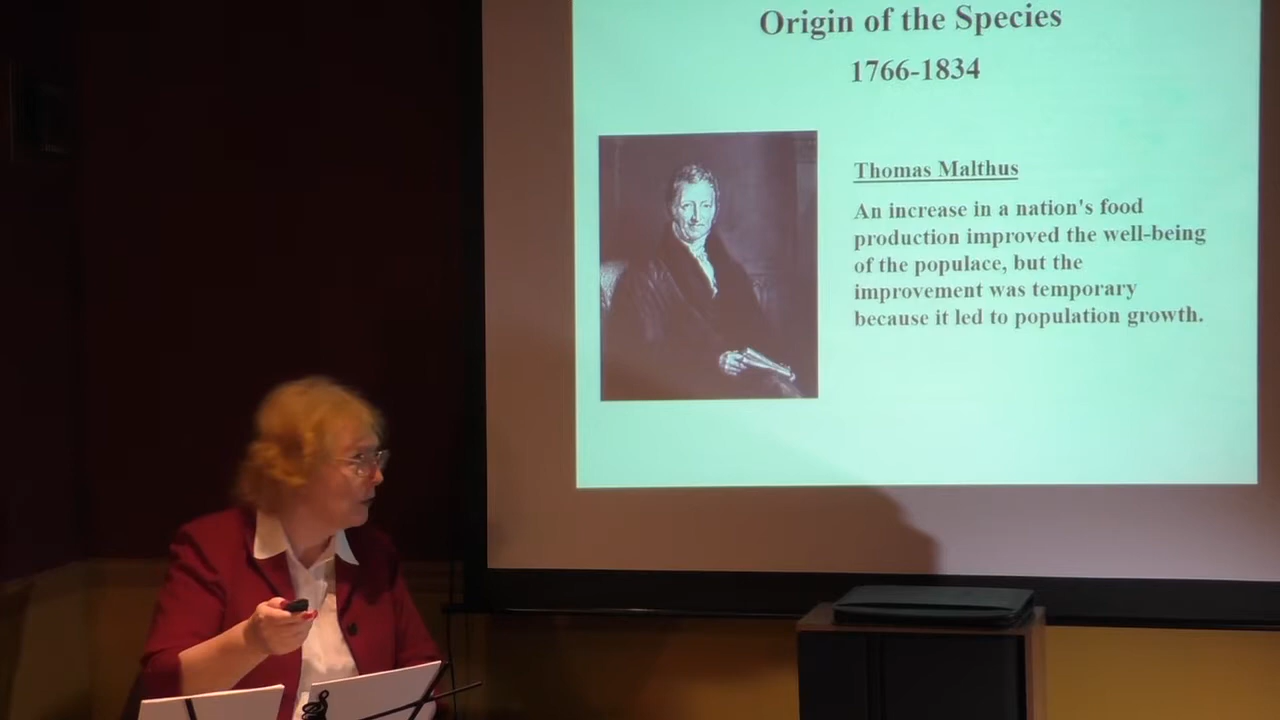 Origin of the Species
1766-1834
Thomas Malthus
An increase in a nation's food
production improved the well-being
of the populace, but the
improvement was temporary
because it led to population growth.